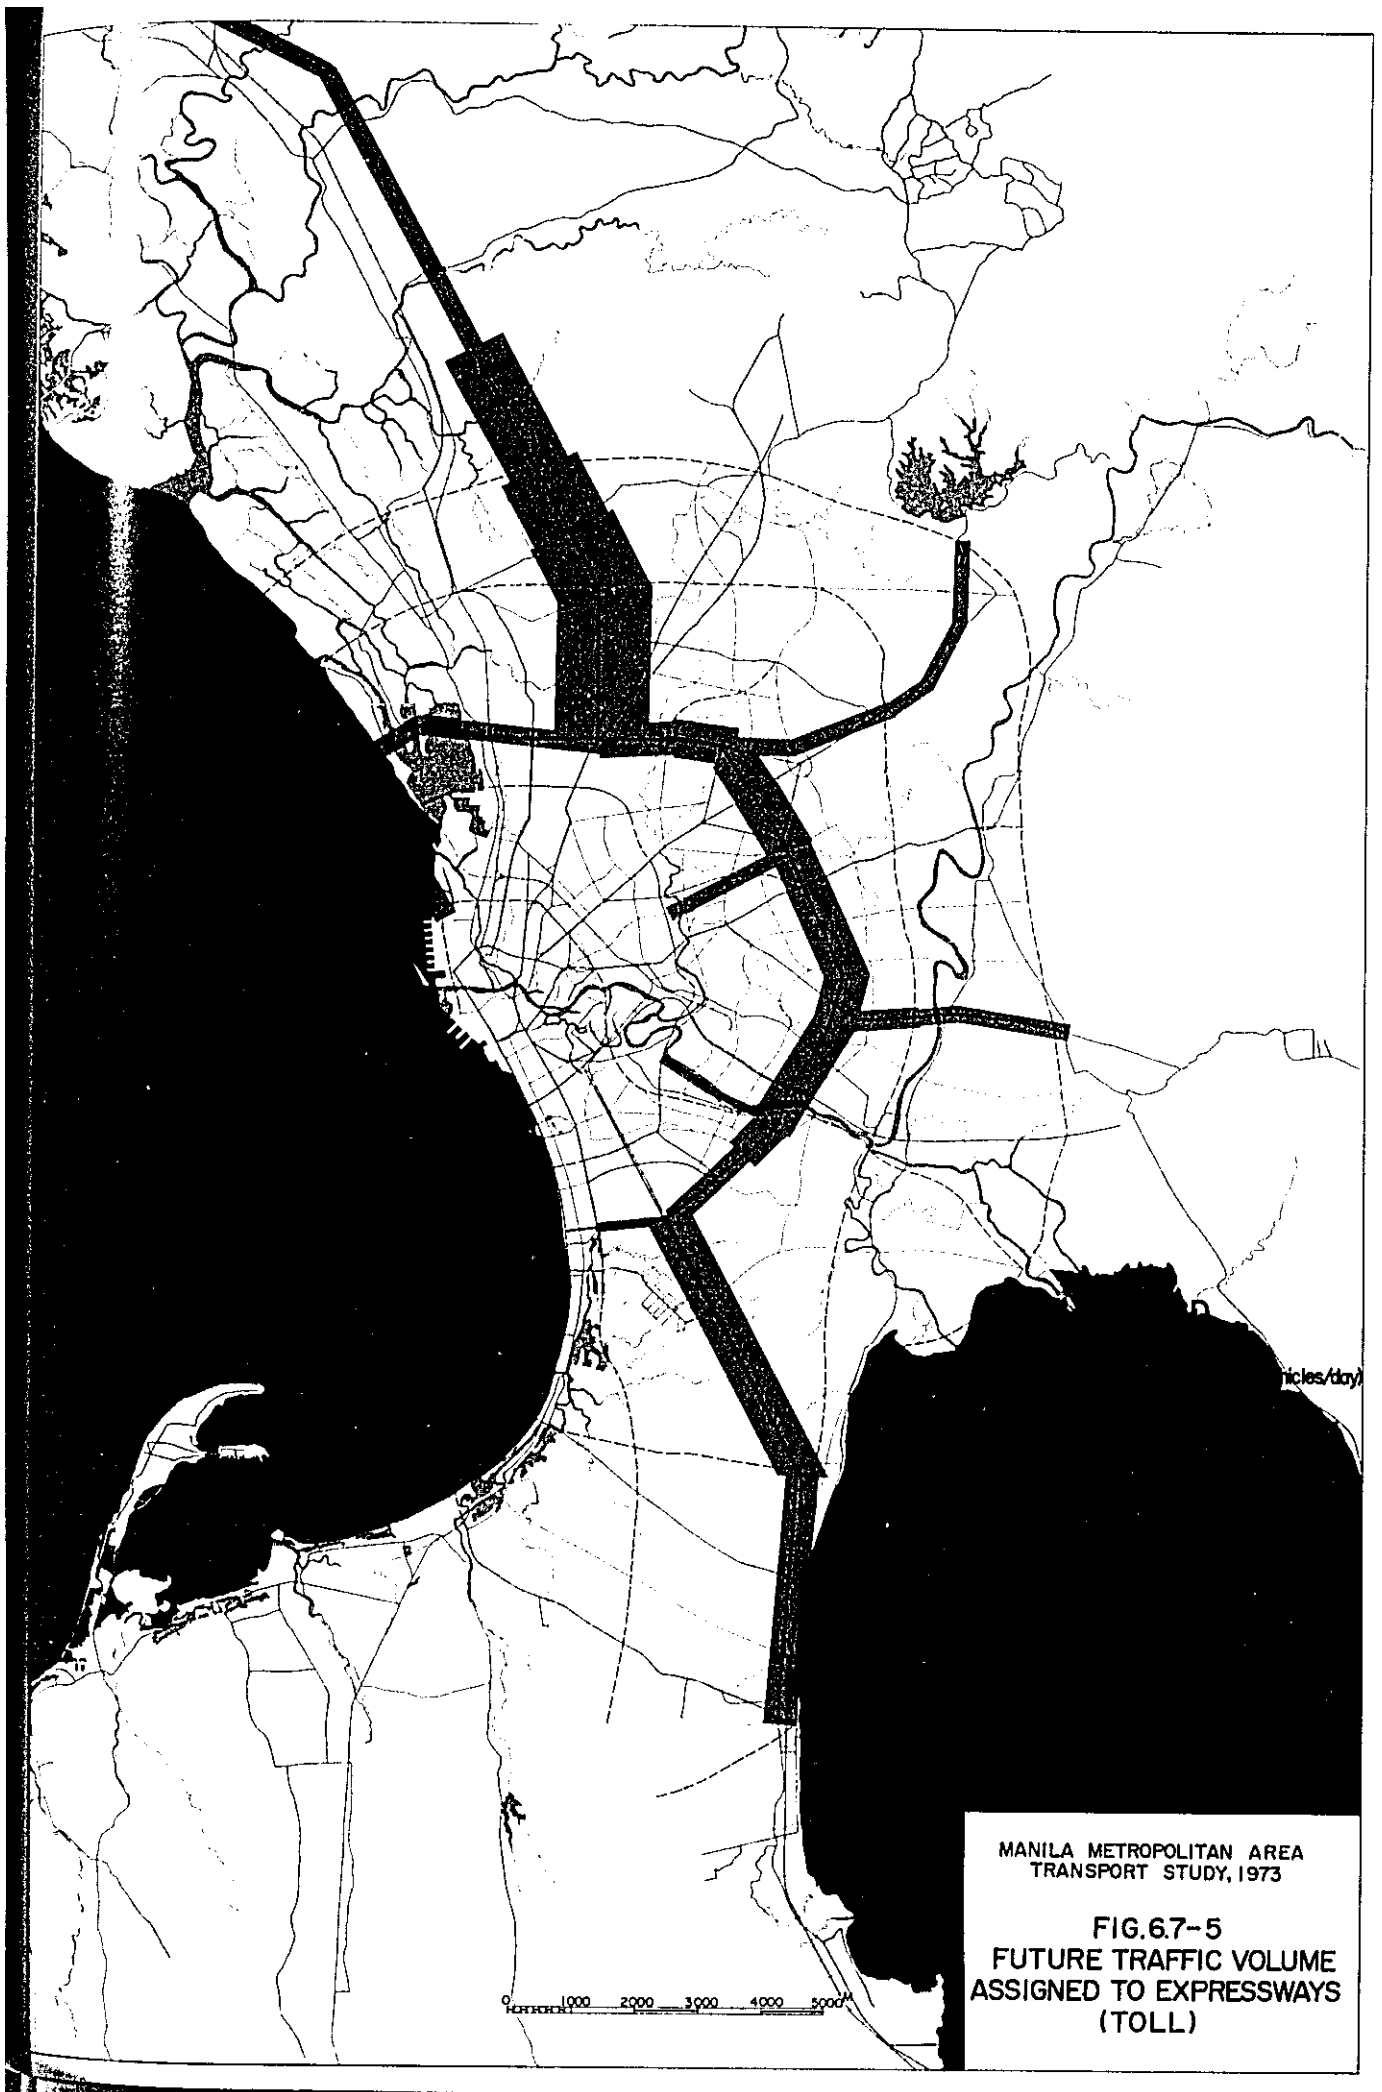 hicles/day)
0 1000 2000 3000 4000 5000M
MANILA METROPOLITAN AREA
TRANSPORT STUDY, 1973
FIG.6.7-5
FUTURE TRAFFIC VOLUME
ASSIGNED TO EXPRESSWAYS
(TOLL)